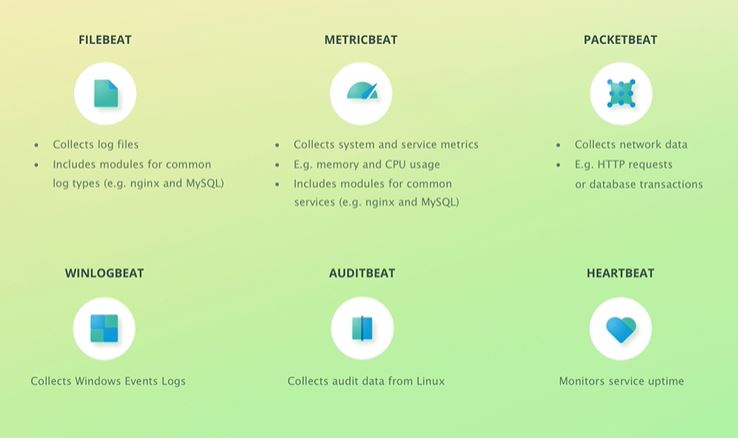 FILEBEAT
METRICBEAT
PACKETBEAT
• Collects log files
• Includes modules for common
log types (e.g. nginx and MySQL)
• Collects system and service metrics
• E.g. memory and CPU usage
• Includes modules for common
services (e.g. nginx and MySQL)
• Collects network data
• E.g. HTTP requests
or database transactions
WINLOGBEAT
AUDITBEAT
HEARTBEAT
Collects Windows Events Logs
Collects audit data from Linux
Monitors service uptime